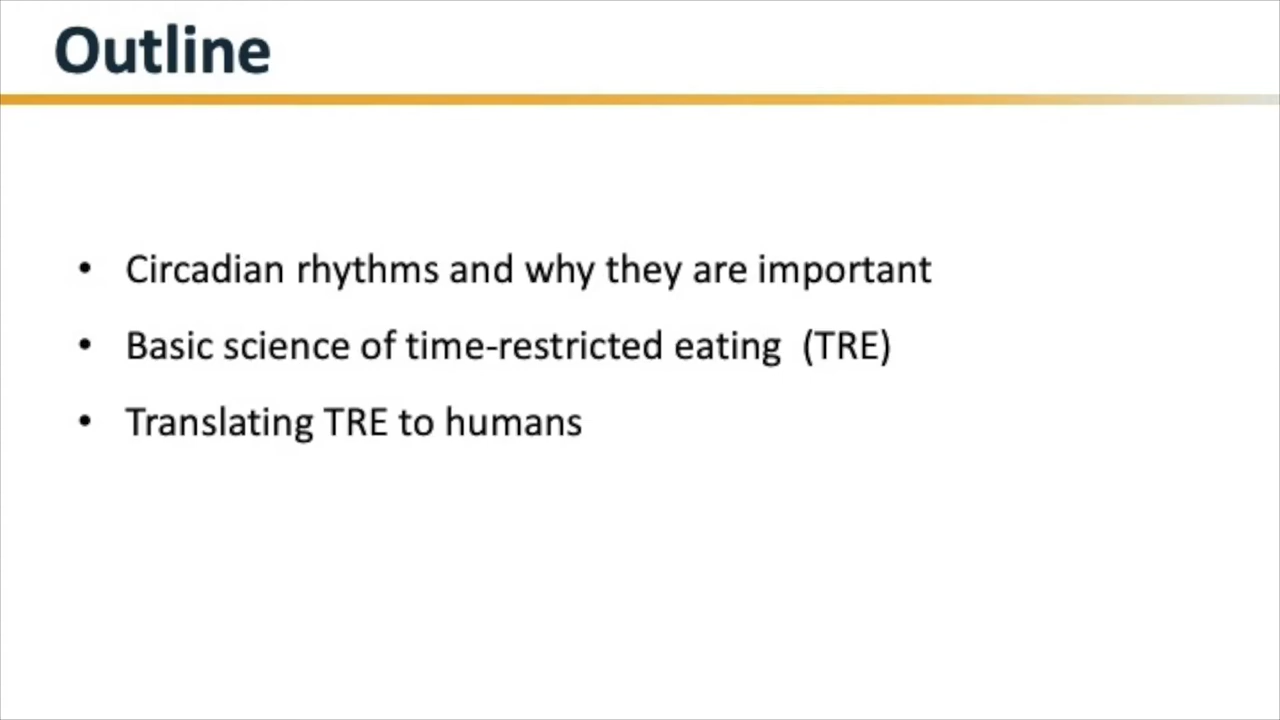 Outline
• Circadian rhythms and why they are important
• Basic science of time-restricted eating  (TRE)
• Translating TRE to humans